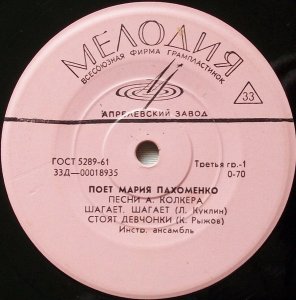 МЕЛОДИЯ
ВСЕСОЮЗНАЯ ФИРМА ГРАМПЛАСТИНОК
33
АПРЕЛЕВСКИЙ ЗАВОД
ГОСТ 5289-61
33Д—00018935
Третья гр.-1
0-70
ПОЕТ МАРИЯ ПАХОМЕНКО
ПЕСНИ А. КОЛКЕРА
ШАГАЕТ, ШАГАЕТ (Л. Куклин)
СТОЯТ ДЕВЧОНКИ (К. Рыжов)
Инстр. ансамбль